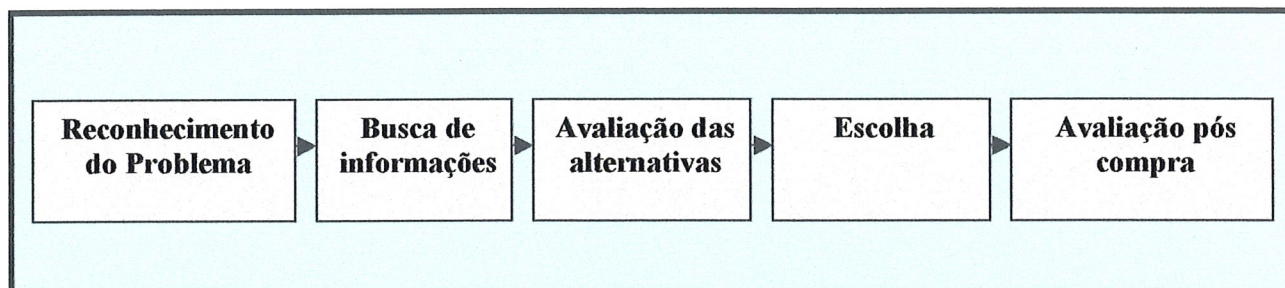 Reconhecimento
do Problema
Busca de
informações
Avaliação das
alternativas
Escolha
Avaliação pós
compra